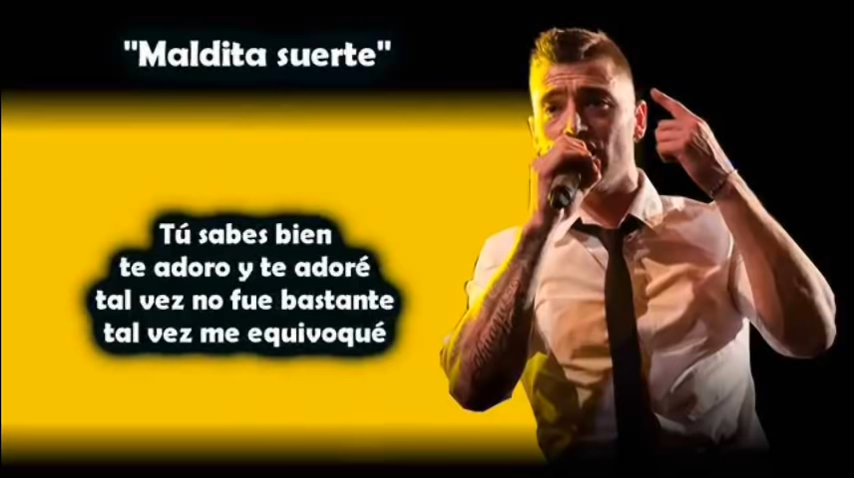 "Maldita suerte"
Tú sabes bien
te adoro y te adoré
tal vez no fue bastante
tal vez me equivoqué